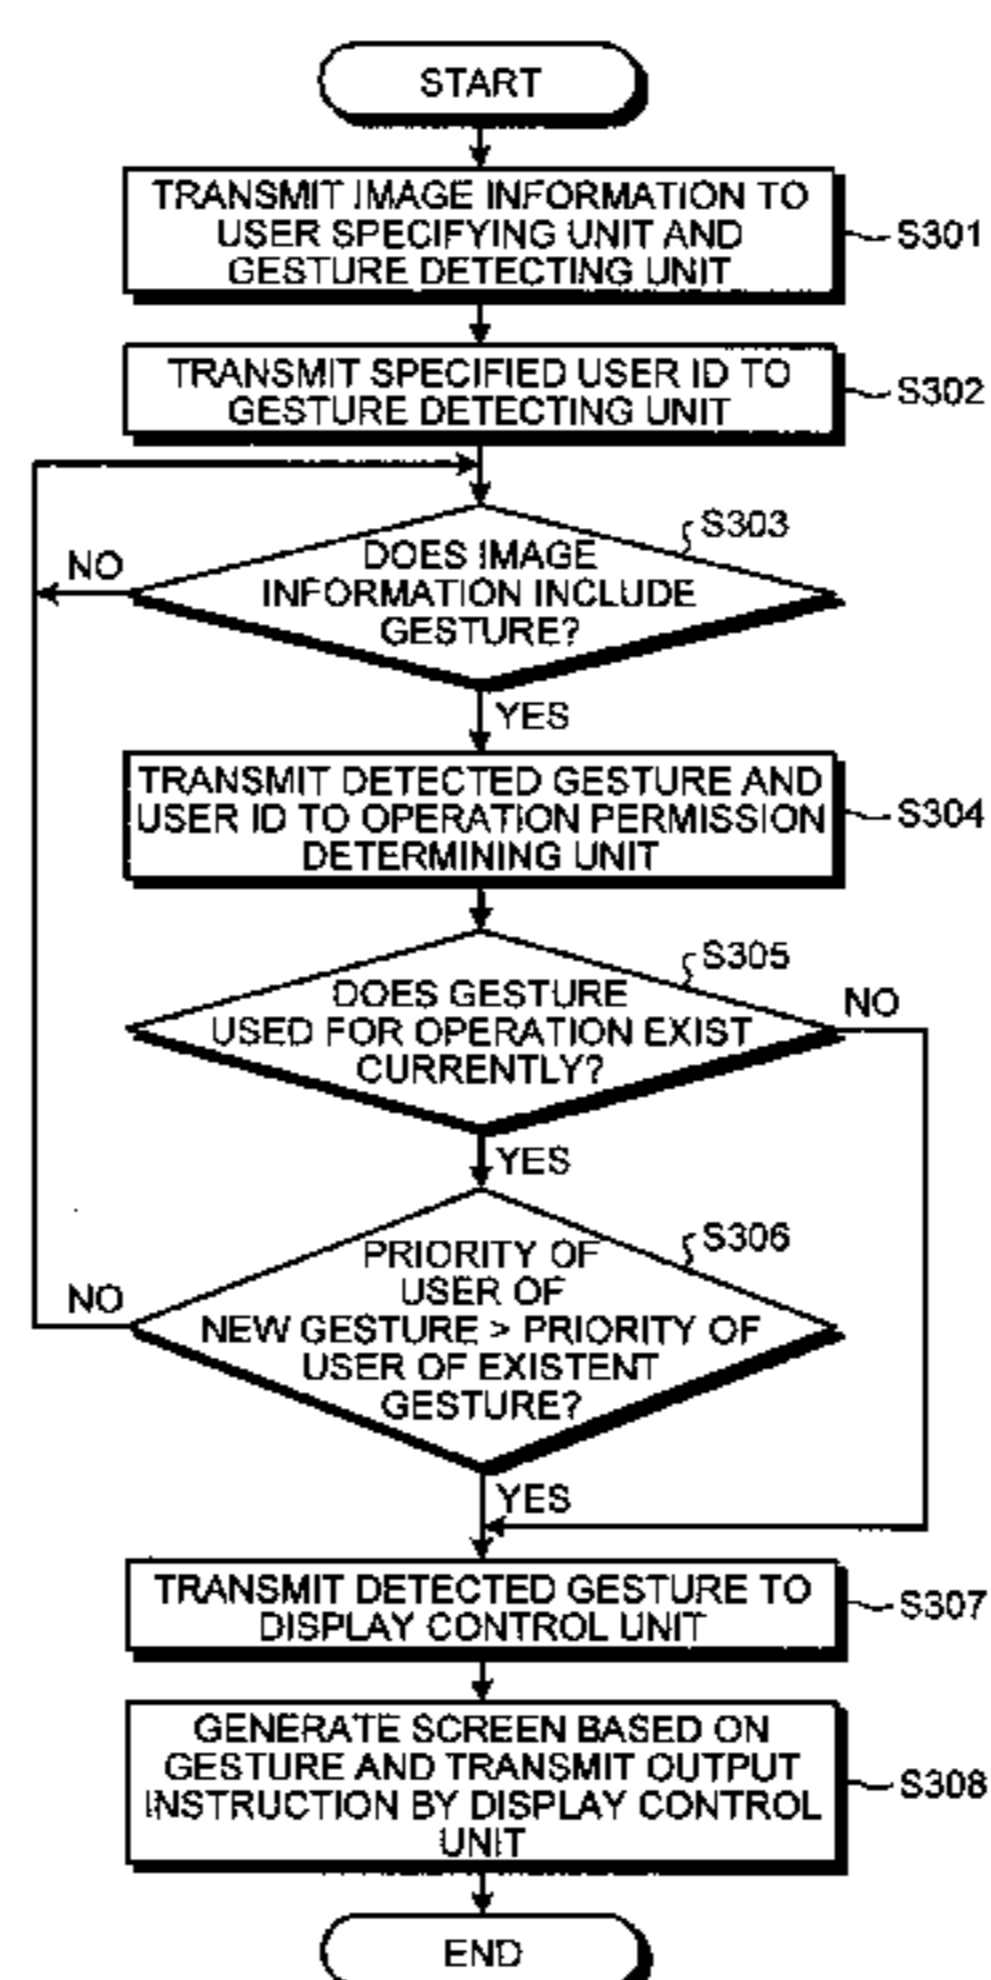 START
TRANSMIT IMAGE INFORMATION TO
USER SPECIFYING UNIT AND
GESTURE DETECTING UNIT
S301
TRANSMIT SPECIFIED USER ID TO
GESTURE DETECTING UNIT
S302
S303
DOES IMAGE
INFORMATION INCLUDE
GESTURE?
NO
YES
TRANSMIT DETECTED GESTURE AND
USER ID TO OPERATION PERMISSION
DETERMINING UNIT
S304
S305
DOES GESTURE
USED FOR OPERATION EXIST
CURRENTLY?
NO
YES
S306
PRIORITY OF
USER OF
NEW GESTURE > PRIORITY OF
USER OF EXISTENT
GESTURE?
NO
YES
TRANSMIT DETECTED GESTURE TO
DISPLAY CONTROL UNIT
S307
GENERATE SCREEN BASED ON
GESTURE AND TRANSMIT OUTPUT
INSTRUCTION BY DISPLAY CONTROL
UNIT
S308
END